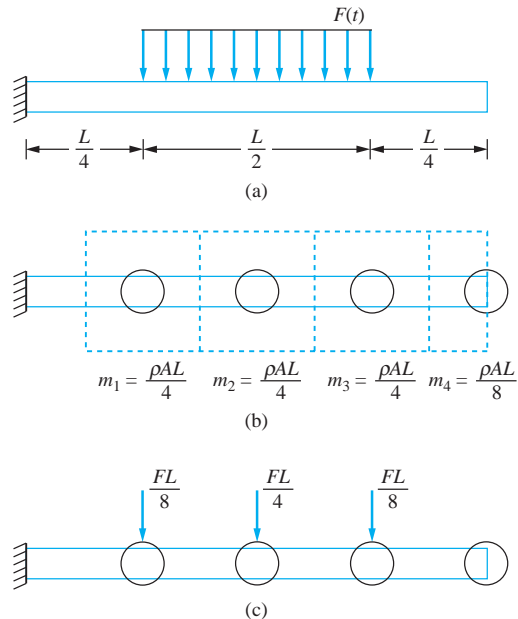 F(t)
L/4 L/2 L/4
(a)
m₁ = ρAL/4 m₂ = ρAL/4 m₃ = ρAL/4 m₄ = ρAL/8
(b)
FL/8 FL/4 FL/8
(c)